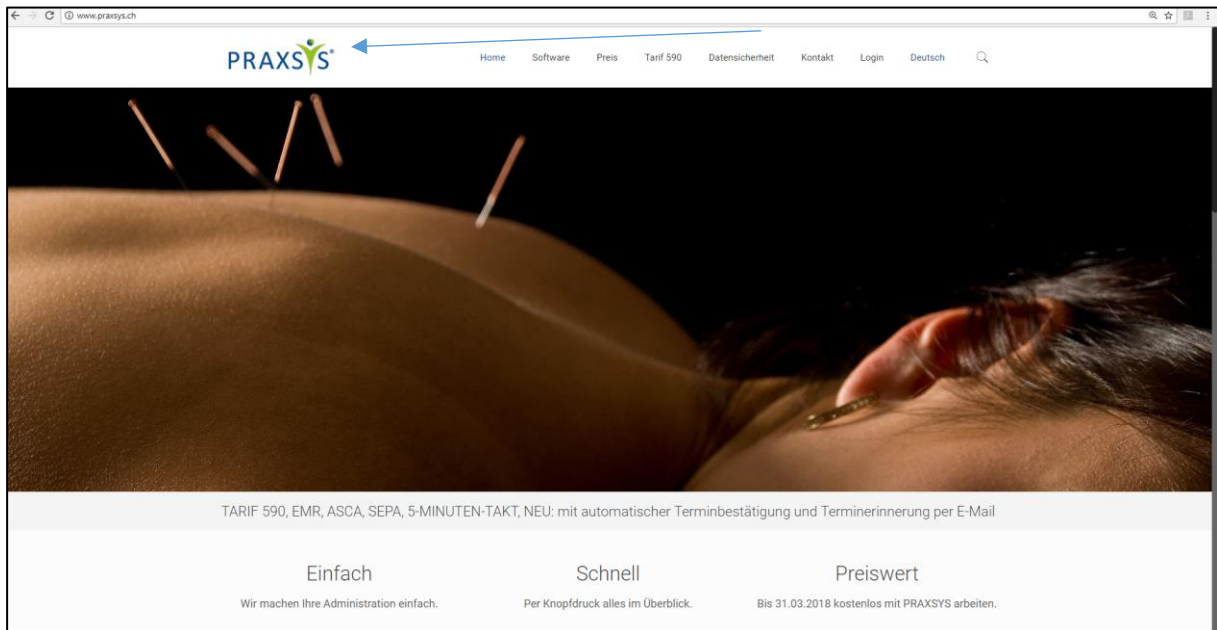 www.praxsys.ch
PRAXSYS®
Home Software Preis Tarif 590 Datensicherheit Kontakt Login Deutsch
TARIF 590, EMR, ASCA, SEPA, 5-MINUTEN-TAKT, NEU: mit automatischer Terminbestätigung und Terminerinnerung per E-Mail
Einfach Schnell Preiswert
Wir machen Ihre Administration einfach. Per Knopfdruck alles im Überblick. Bis 31.03.2018 kostenlos mit PRAXSYS arbeiten.